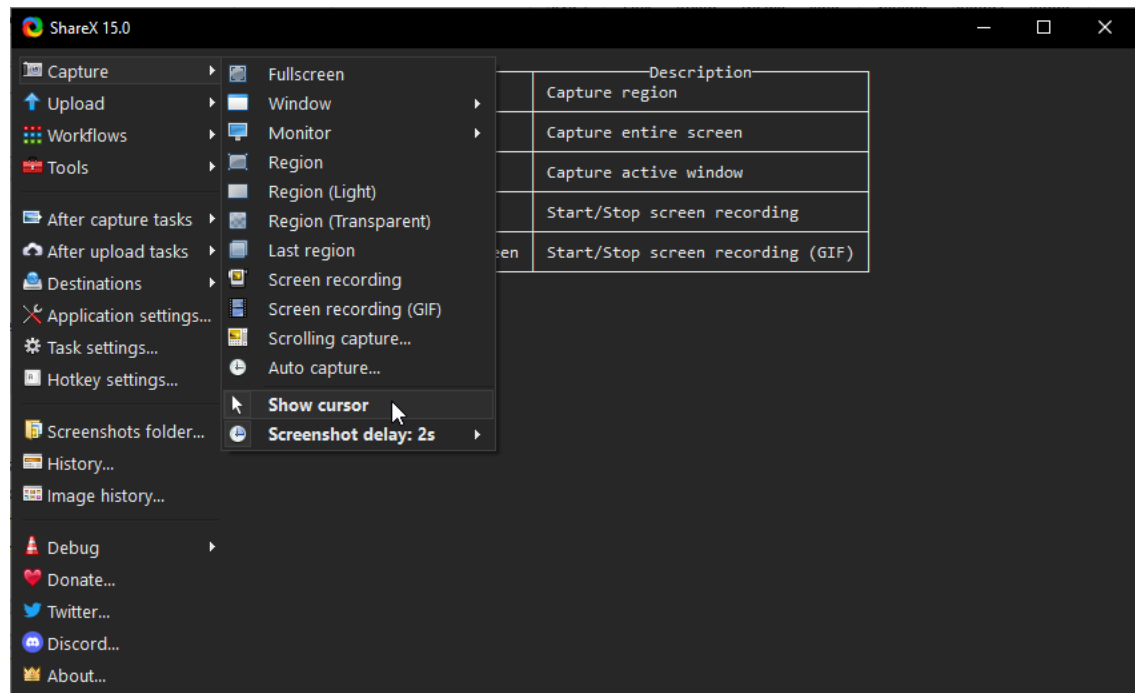 ShareX 15.0
Capture
Upload
Workflows
Tools
After capture tasks
After upload tasks
Destinations
Application settings...
Task settings...
Hotkey settings...
Screenshots folder...
History...
Image history...
Debug
Donate...
Twitter...
Discord...
About...
Fullscreen
Window
Monitor
Region
Region (Light)
Region (Transparent)
Last region
Screen recording
Screen recording (GIF)
Scrolling capture...
Auto capture...
Show cursor
Screenshot delay: 2s
Description
Capture region
Capture entire screen
Capture active window
Start/Stop screen recording
Start/Stop screen recording (GIF)